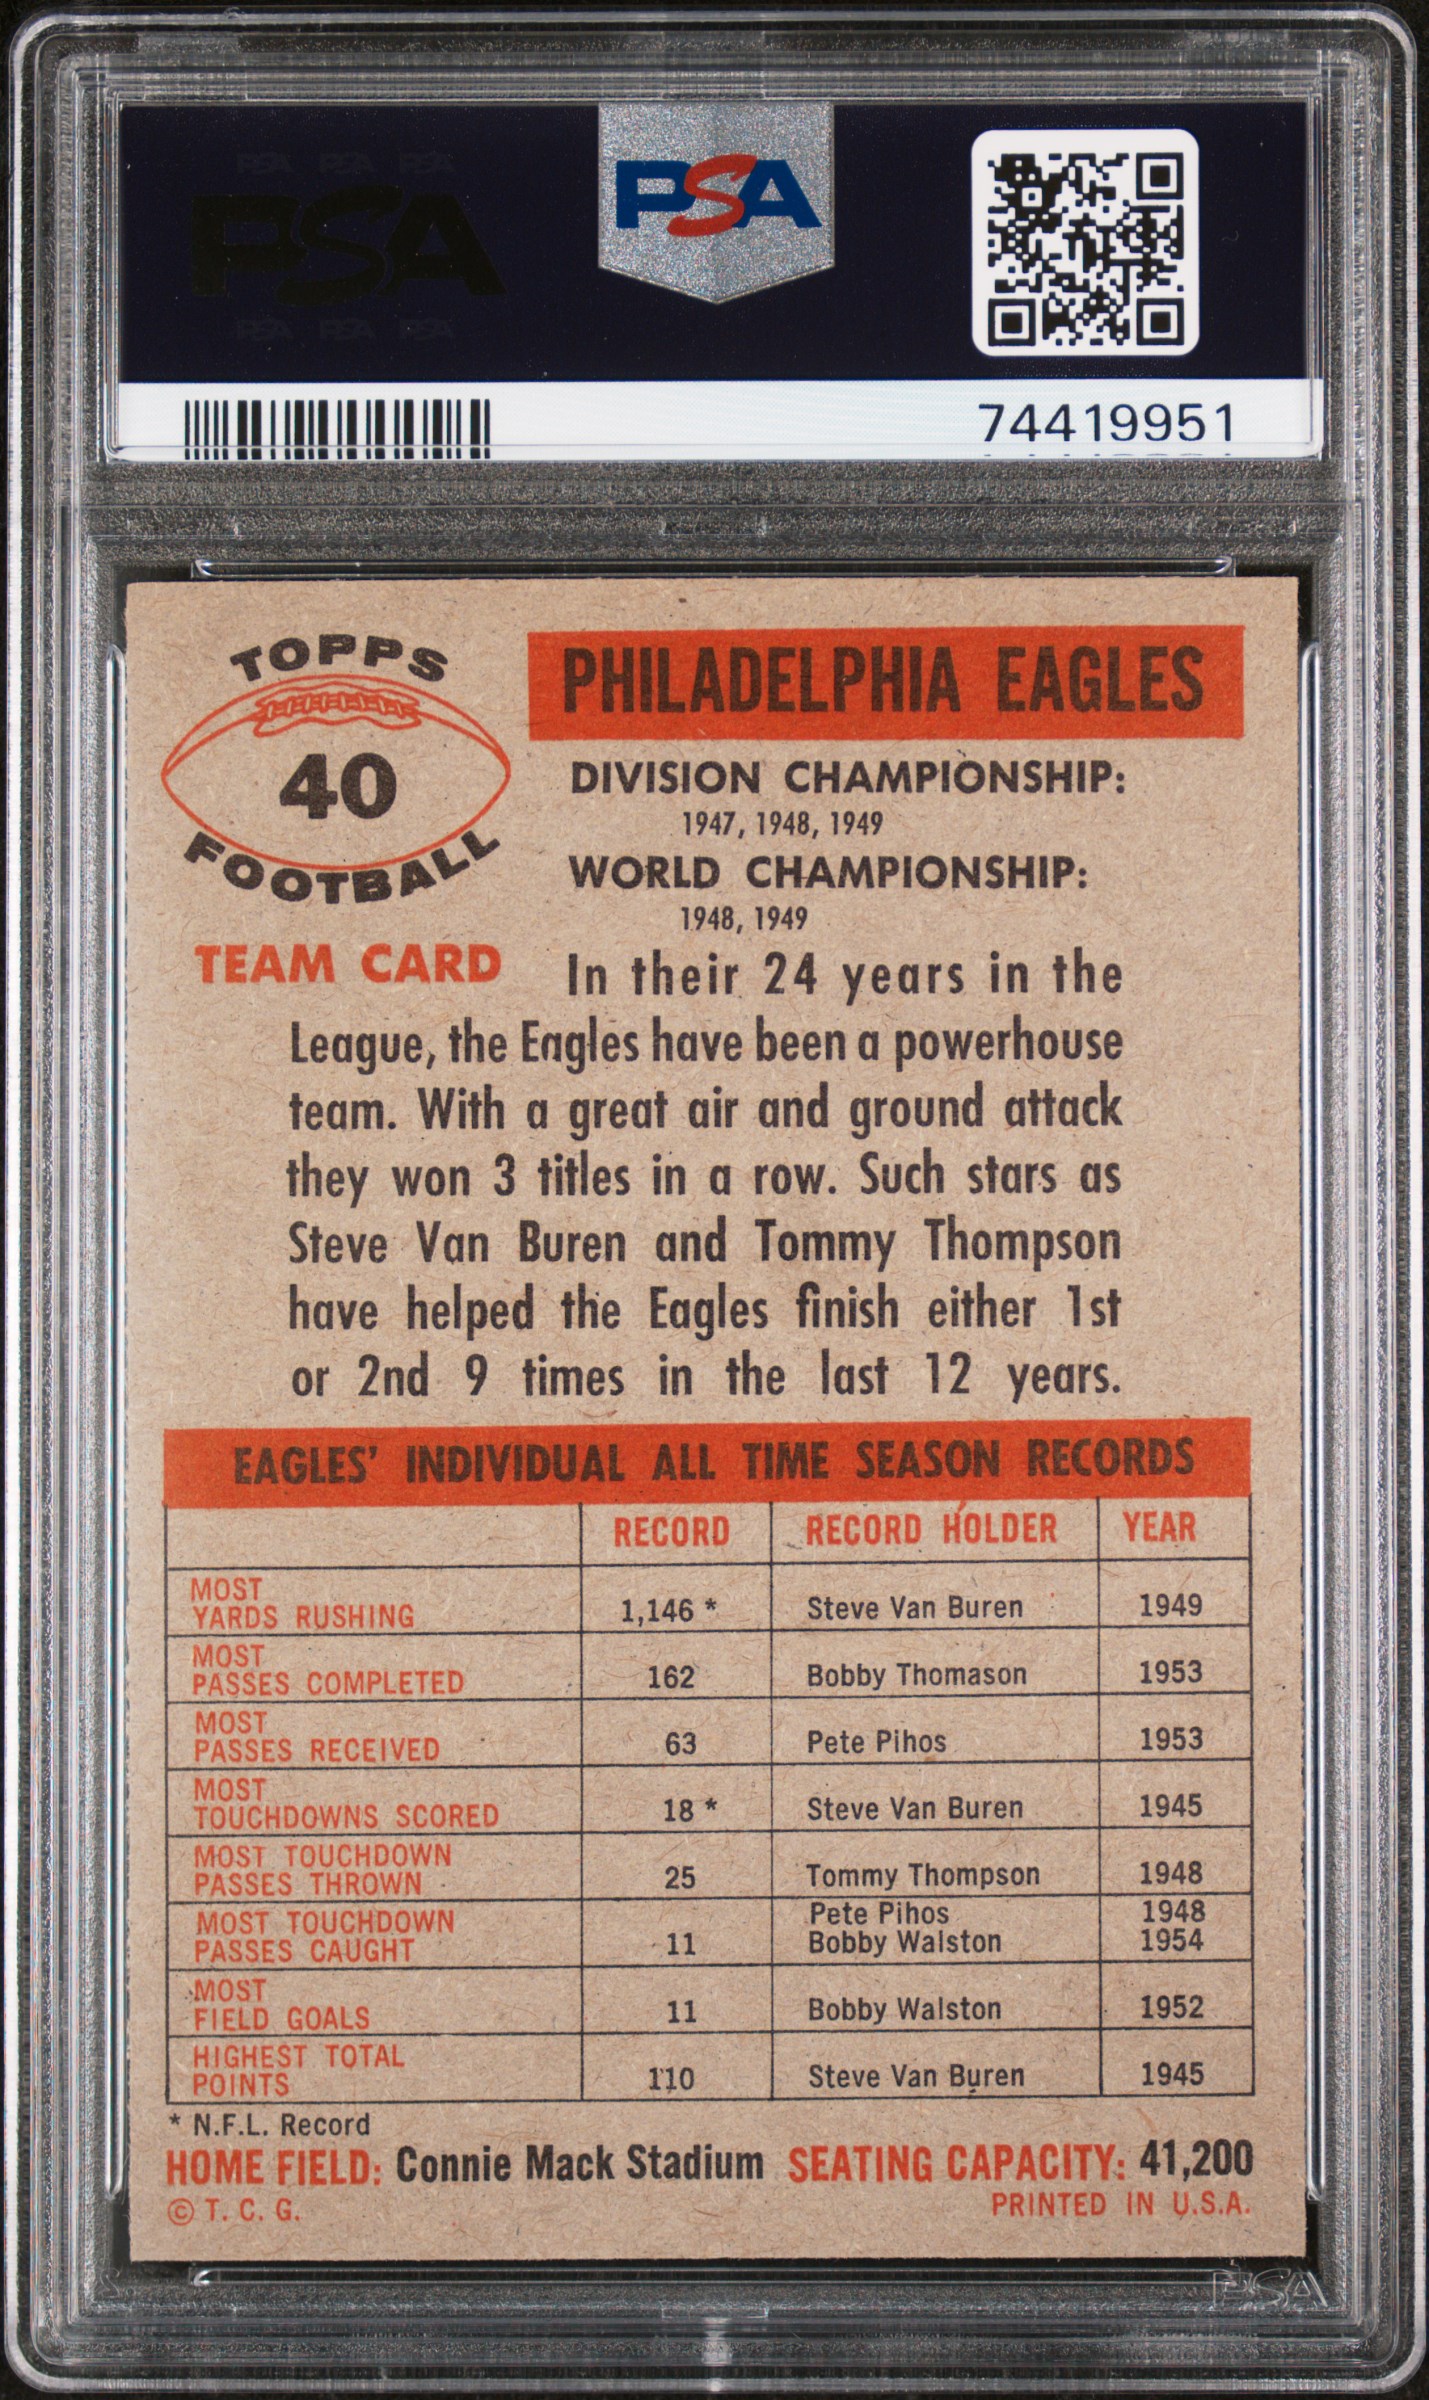 PSA PSA PSA
PSA
PSA PSA PSA
PSA
74419951
TOPPS
40
FOOTBALL
TEAM CARD
PHILADELPHIA EAGLES
DIVISION CHAMPIONSHIP:
1947, 1948, 1949
WORLD CHAMPIONSHIP:
1948, 1949
In their 24 years in the
League, the Eagles have been a powerhouse
team. With a great air and ground attack
they won 3 titles in a row. Such stars as
Steve Van Buren and Tommy Thompson
have helped the Eagles finish either 1st
or 2nd 9 times in the last 12 years.
EAGLES' INDIVIDUAL ALL TIME SEASON RECORDS
RECORD RECORD HOLDER YEAR
MOST
YARDS RUSHING 1,146 * Steve Van Buren 1949
MOST
PASSES COMPLETED 162 Bobby Thomason 1953
MOST
PASSES RECEIVED 63 Pete Pihos 1953
MOST
TOUCHDOWNS SCORED 18 * Steve Van Buren 1945
MOST TOUCHDOWN
PASSES THROWN 25 Tommy Thompson 1948
MOST TOUCHDOWN Pete Pihos 1948
PASSES CAUGHT 11 Bobby Walston 1954
MOST
FIELD GOALS 11 Bobby Walston 1952
HIGHEST TOTAL
POINTS 110 Steve Van Buren 1945
* N.F.L. Record
HOME FIELD: Connie Mack Stadium SEATING CAPACITY: 41,200
© T. C. G. PRINTED IN U.S.A.
PSA